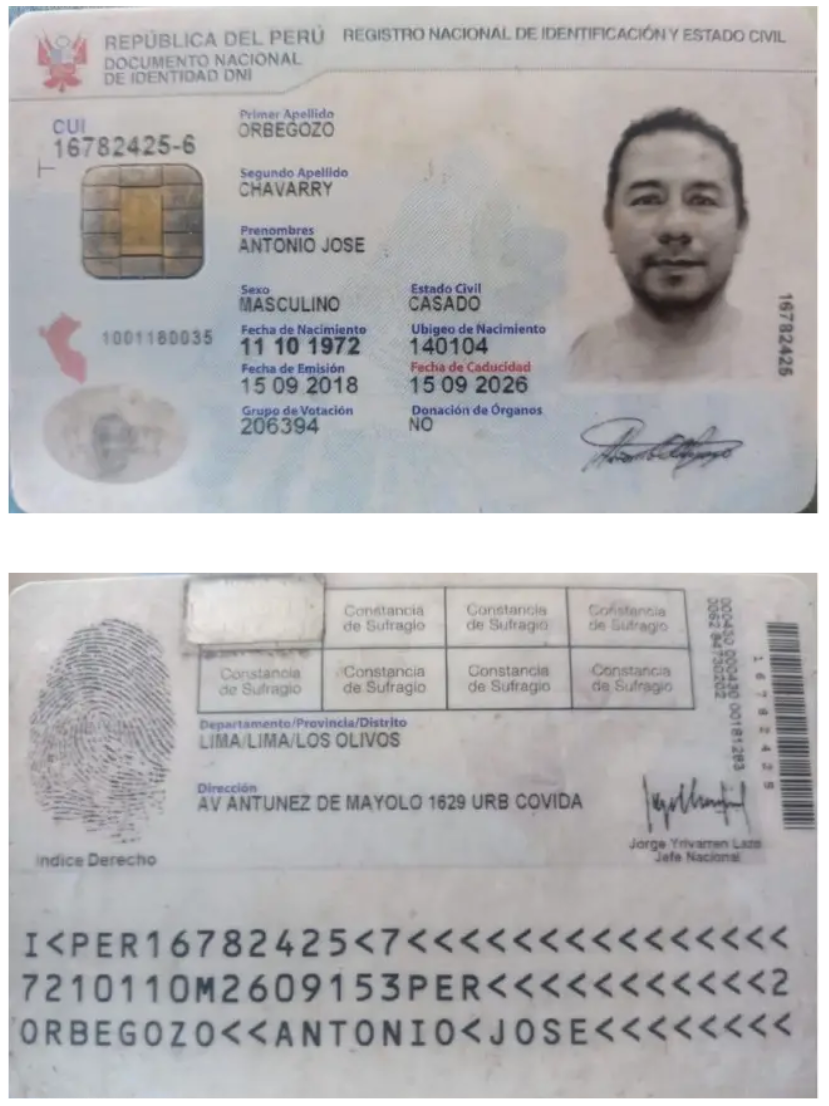 REPÚBLICA DEL PERÚ REGISTRO NACIONAL DE IDENTIFICACIÓN Y ESTADO CIVIL
DOCUMENTO NACIONAL
DE IDENTIDAD DNI
CUI
16782425-6
Primer Apellido
ORBEGOZO
Segundo Apellido
CHAVARRY
Prenombres
ANTONIO JOSE
Sexo Estado Civil
MASCULINO CASADO
Fecha de Nacimiento Ubigeo de Nacimiento
11 10 1972 140104
Fecha de Emisión Fecha de Caducidad
15 09 2018 15 09 2026
Grupo de Votación Donación de Órganos
206394 NO
1001180035
16782425
Constancia de Sufragio
Constancia de Sufragio
Constancia de Sufragio
Constancia de Sufragio
Constancia de Sufragio
Constancia de Sufragio
Constancia de Sufragio
Departamento/Provincia/Distrito
LIMA/LIMA/LOS OLIVOS
Dirección
AV ANTUNEZ DE MAYOLO 1629 URB COVIDA
Indice Derecho
000430 000430 00181263
16782425
Jorge Yrivarren Lazo
Jefe Nacional
I<PER16782425<7<<<<<<<<<<<<<<<
7210110M2609153PER<<<<<<<<<<<2
ORBEGOZO<<ANTONIO<JOSE<<<<<<<<